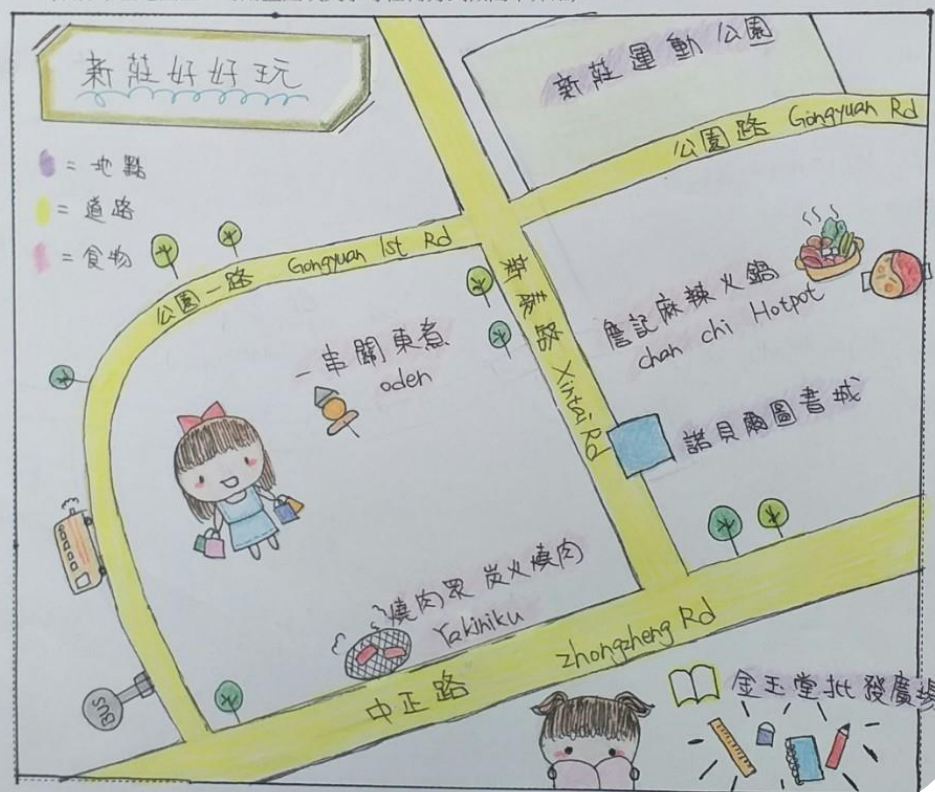 新莊好好玩
= 地點
= 道路
= 食物
新莊運動公園
公園路 Gongyuan Rd
公園一路 Gongyuan 1st Rd
新泰路 Xintai Rd
一串關東煮
oden
詹記麻辣火鍋
chan chi Hotpot
諾貝爾圖書城
燒肉眾 炭火燒肉
Yakiniku
中正路 zhongzheng Rd
BUS
金玉堂批發廣場